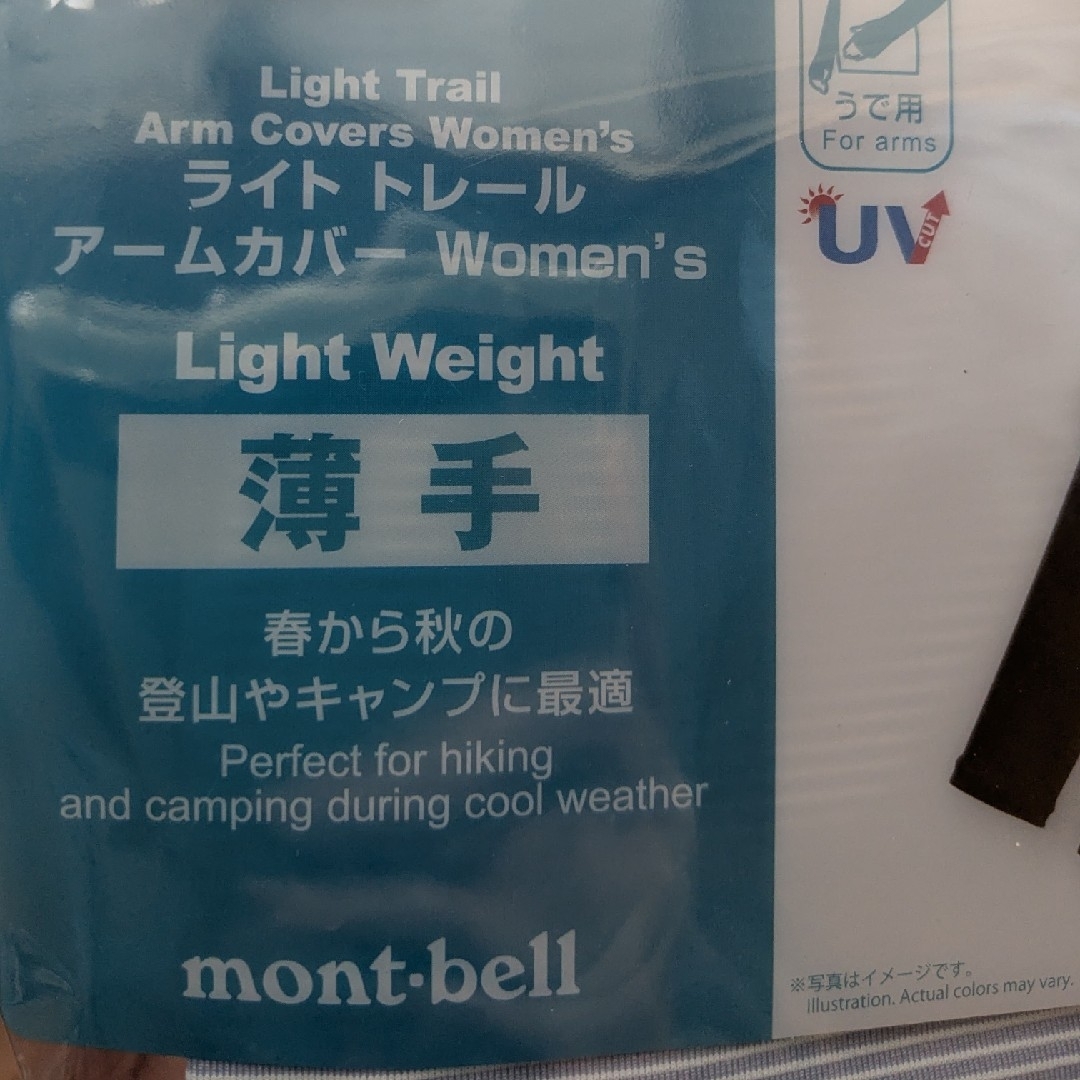 Light Trail
Arm Covers Women's
ライト トレール
アームカバー Women's
Light Weight
薄手
春から秋の
登山やキャンプに最適
Perfect for hiking
and camping during cool weather
mont·bell
うで用
For arms
UV CUT
※写真はイメージです。
Illustration. Actual colors may vary.